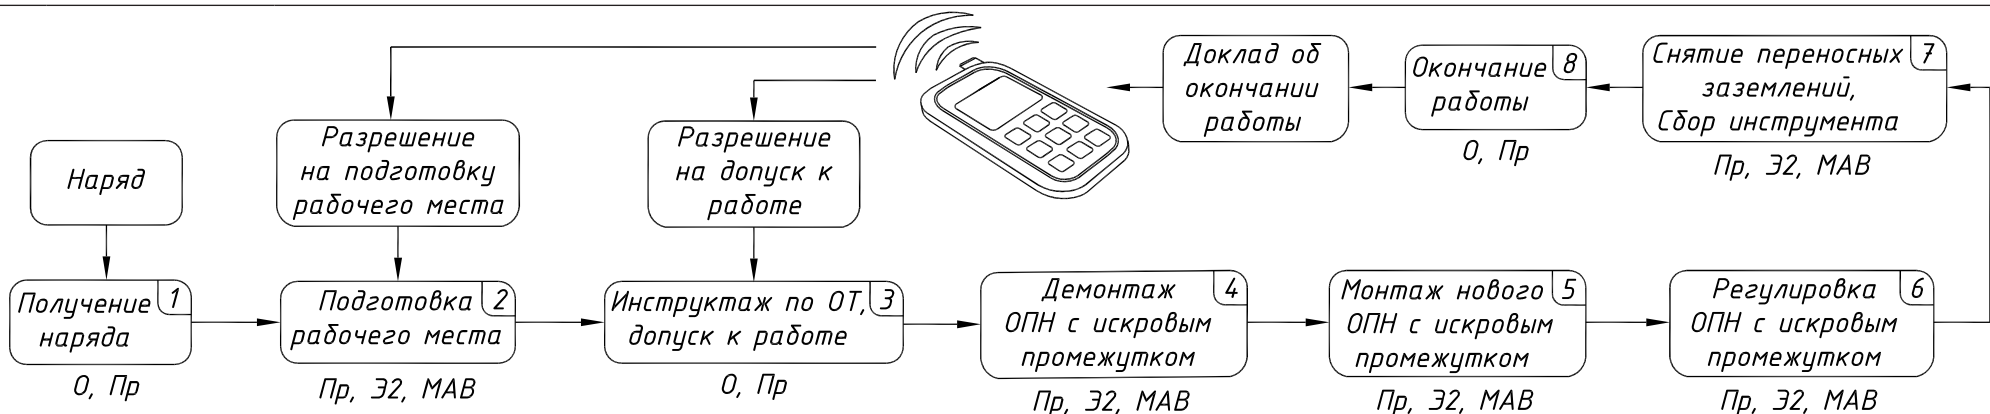 Наряд
Получение
наряда
1
О, Пр
Разрешение
на подготовку
рабочего места
Подготовка
рабочего места
2
Пр, Э2, МАВ
Разрешение
на допуск к
работе
Инструктаж по ОТ,
допуск к работе
3
О, Пр
Демонтаж
ОПН с искровым
промежутком
4
Пр, Э2, МАВ
Монтаж нового
ОПН с искровым
промежутком
5
Пр, Э2, МАВ
Регулировка
ОПН с искровым
промежутком
6
Пр, Э2, МАВ
Снятие переносных
заземлений,
Сбор инструмента
7
Пр, Э2, МАВ
Окончание
работы
8
О, Пр
Доклад об
окончании
работы